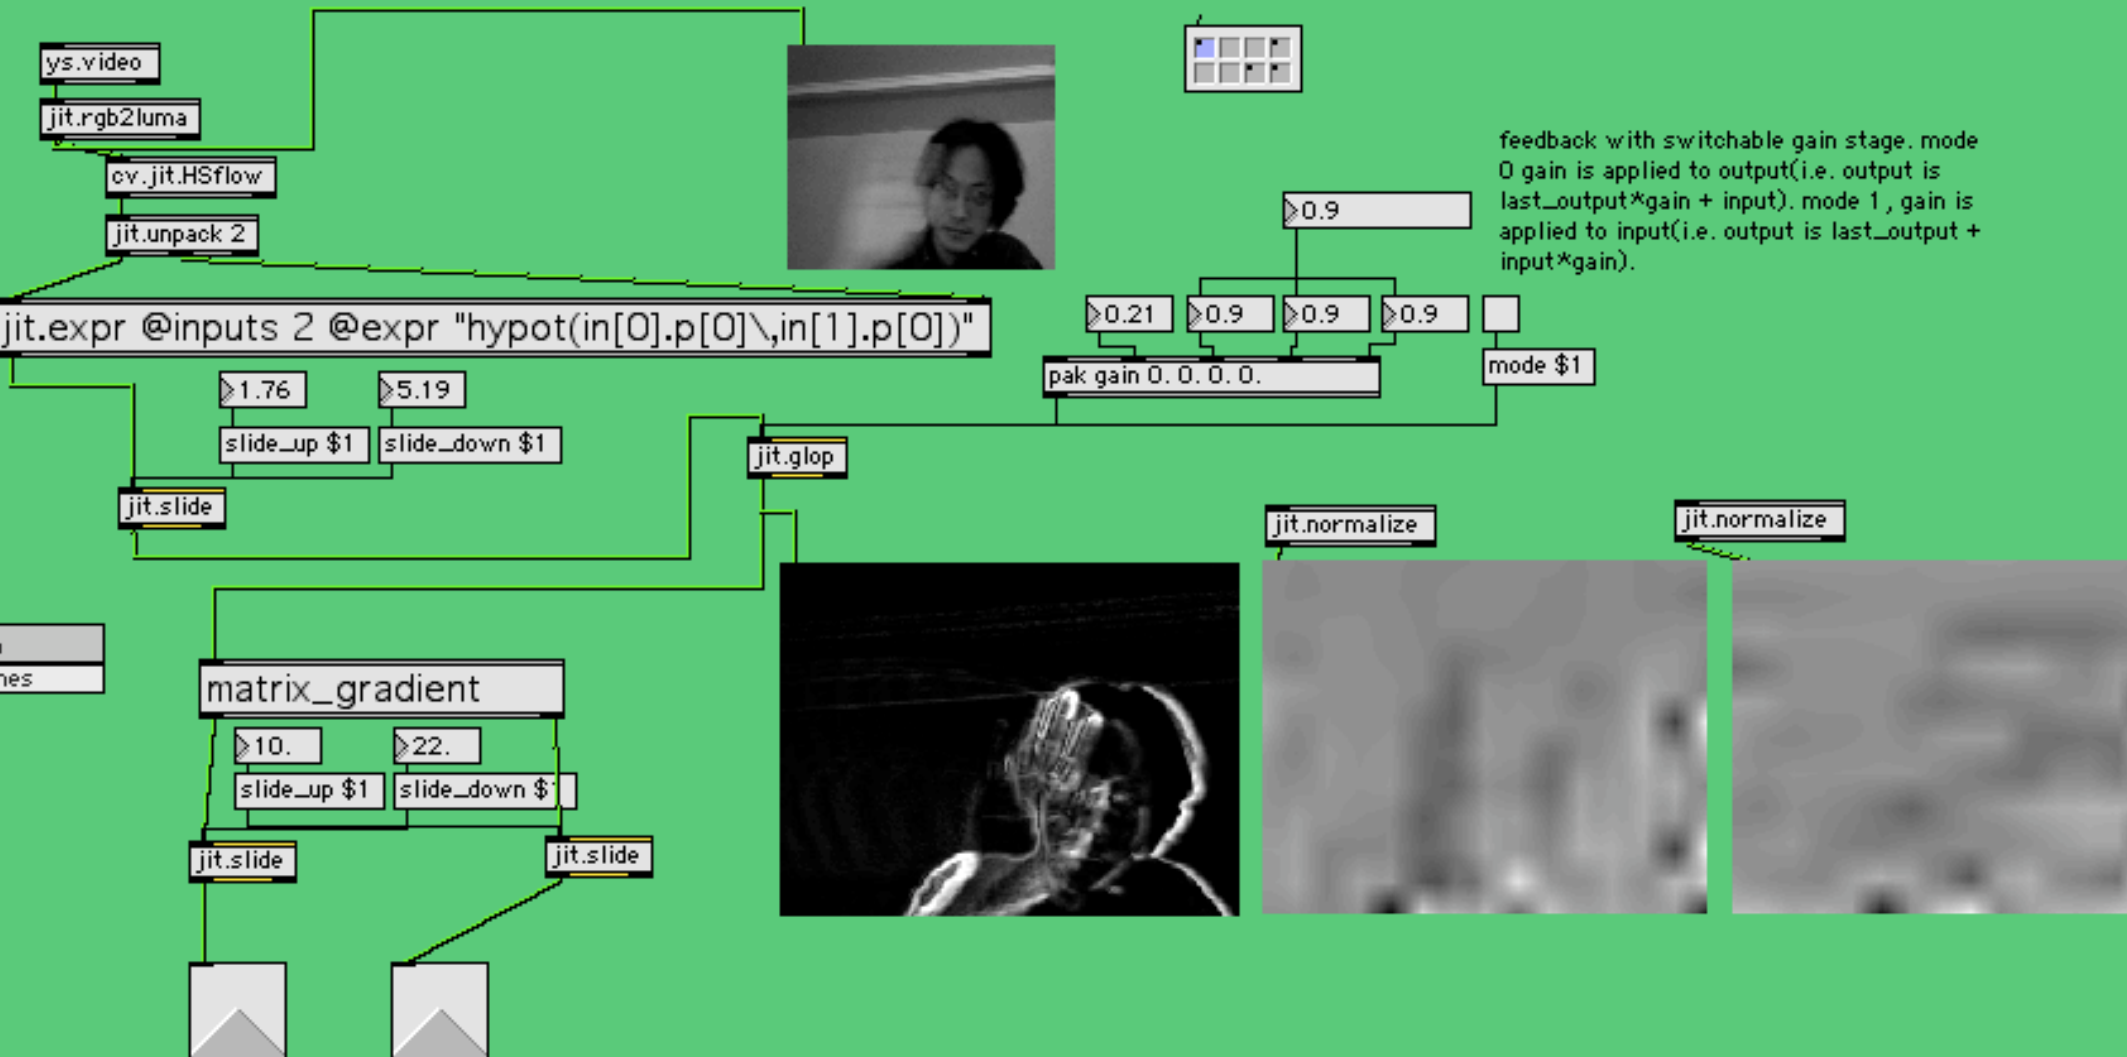 ys.video
jit.rgb2luma
cv.jit.HSflow
jit.unpack 2
feedback with switchable gain stage. mode
0 gain is applied to output(i.e. output is
last_output*gain + input). mode 1, gain is
applied to input(i.e. output is last_output +
input*gain).
0.9
0.21
0.9
0.9
0.9
jit.expr @inputs 2 @expr "hypot(in[0].p[0]\,in[1].p[0])"
mode $1
pak gain 0. 0. 0. 0.
1.76
5.19
slide_up $1
slide_down $1
jit.glop
jit.slide
jit.normalize
jit.normalize
nes
matrix_gradient
10.
22.
slide_up $1
slide_down $1
jit.slide
jit.slide